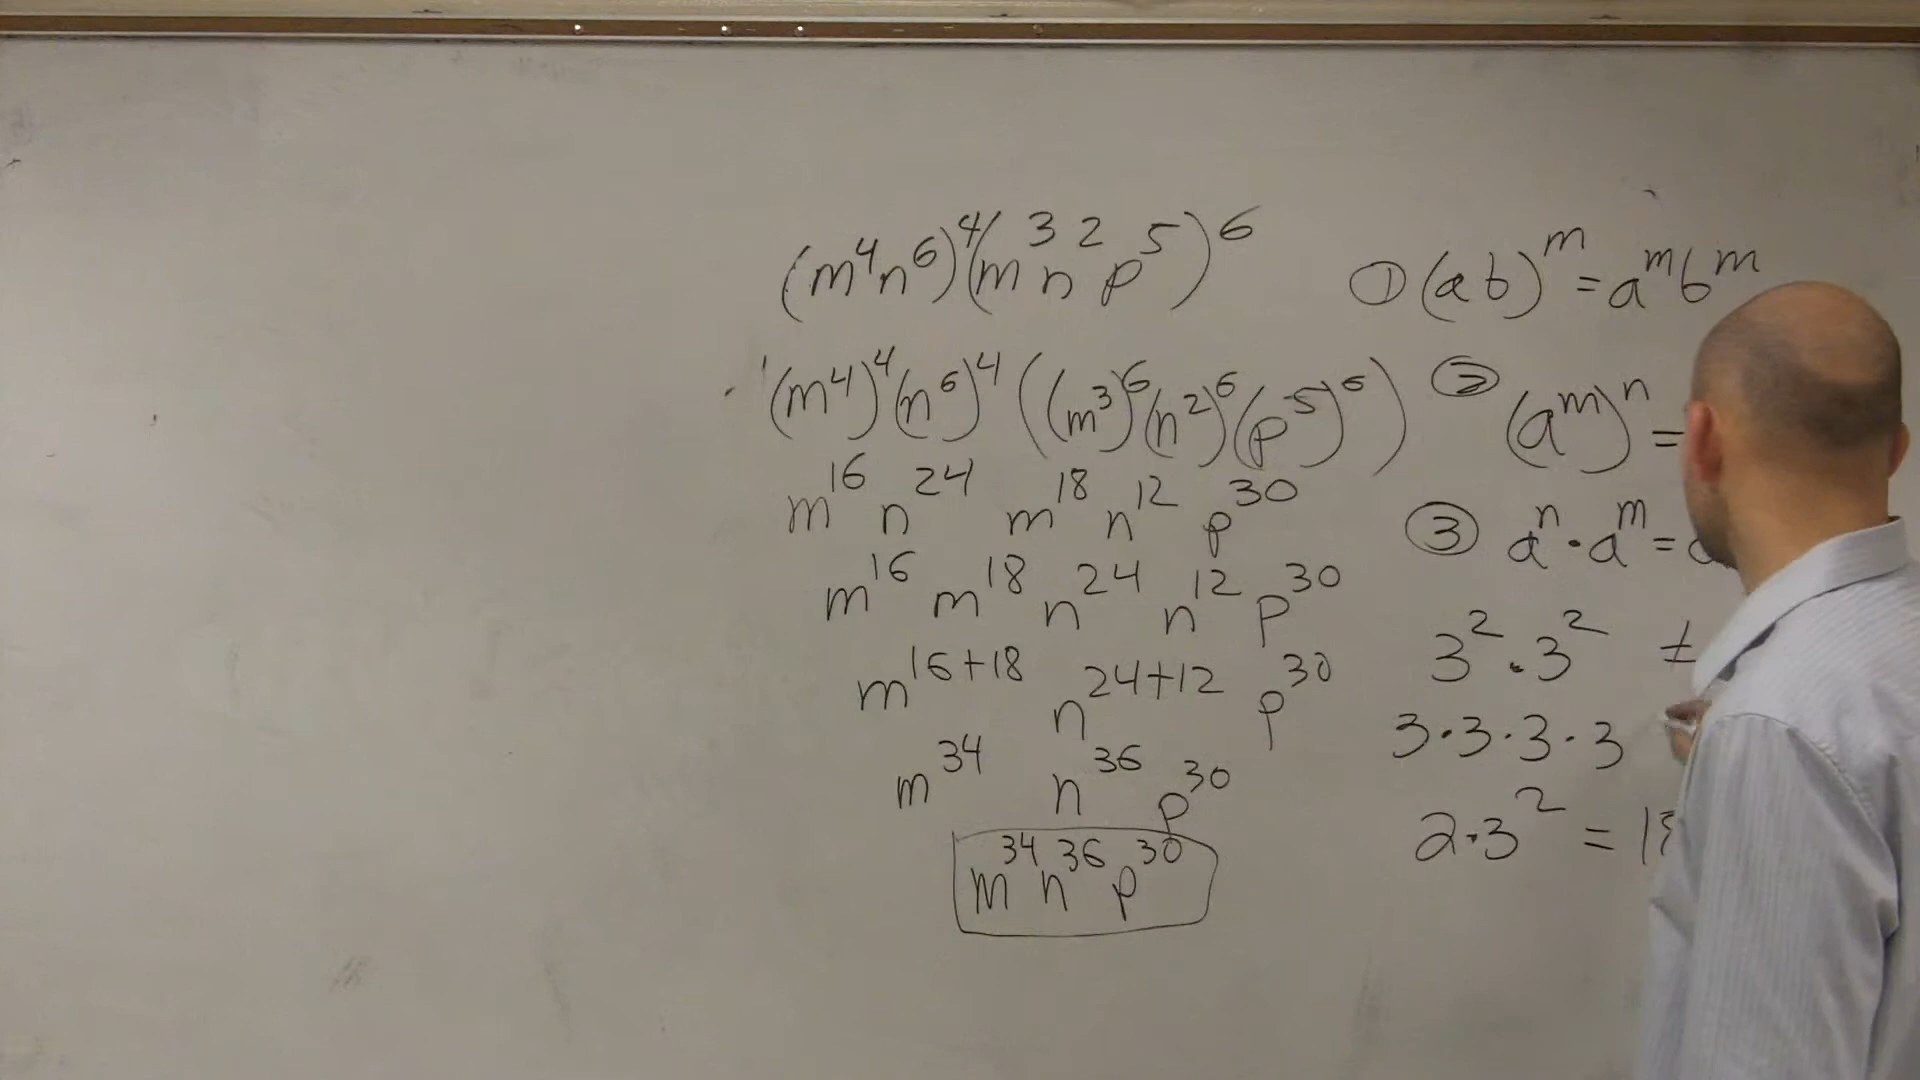 (m⁴n⁶)⁴(m³n²p⁵)⁶
(m⁴)⁴(n⁶)⁴((m³)⁶(n²)⁶(p⁵)⁶)
m¹⁶ n²⁴ m¹⁸ n¹² p³⁰
m¹⁶ m¹⁸ n²⁴ n¹² p³⁰
m¹⁶⁺¹⁸ n²⁴⁺¹² p³⁰
m³⁴ n³⁶ p³⁰
m³⁴n³⁶p³⁰
① (ab)ᵐ = aᵐbᵐ
② (aᵐ)ⁿ =
③ aⁿ · aᵐ =
3² · 3² ≠
3 · 3 · 3 · 3
2 · 3² = 18